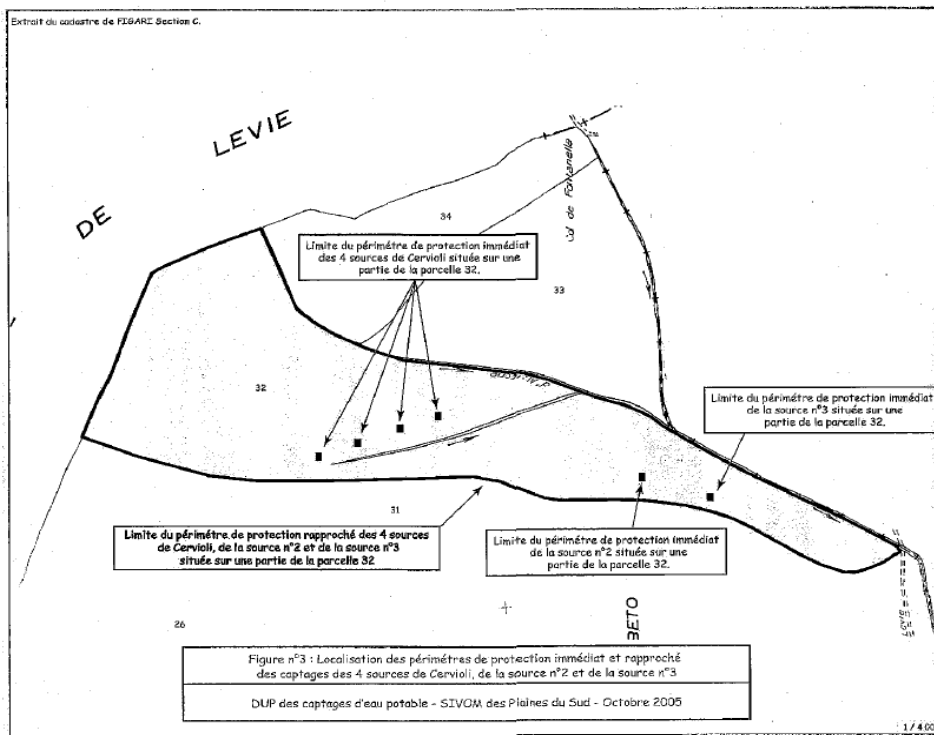 Extrait du cadastre de FIGARI Section C.
DE LEVIE
Col de Fontanella
34
Limite du périmètre de protection immédiat
des 4 sources de Cervioli située sur une
partie de la parcelle 32.
33
32
Limite du périmètre de protection immédiat
de la source n°3 située sur une
partie de la parcelle 32.
31
Limite du périmètre de protection rapproché des 4 sources
de Cervioli, de la source n°2 et de la source n°3
située sur une partie de la parcelle 32
Limite du périmètre de protection immédiat
de la source n°2 située sur une
partie de la parcelle 32.
BETO
26
Figure n°3 : Localisation des périmètres de protection immédiat et rapproché
des captages des 4 sources de Cervioli, de la source n°2 et de la source n°3
DUP des captages d'eau potable - SIVOM des Plaines du Sud - Octobre 2005